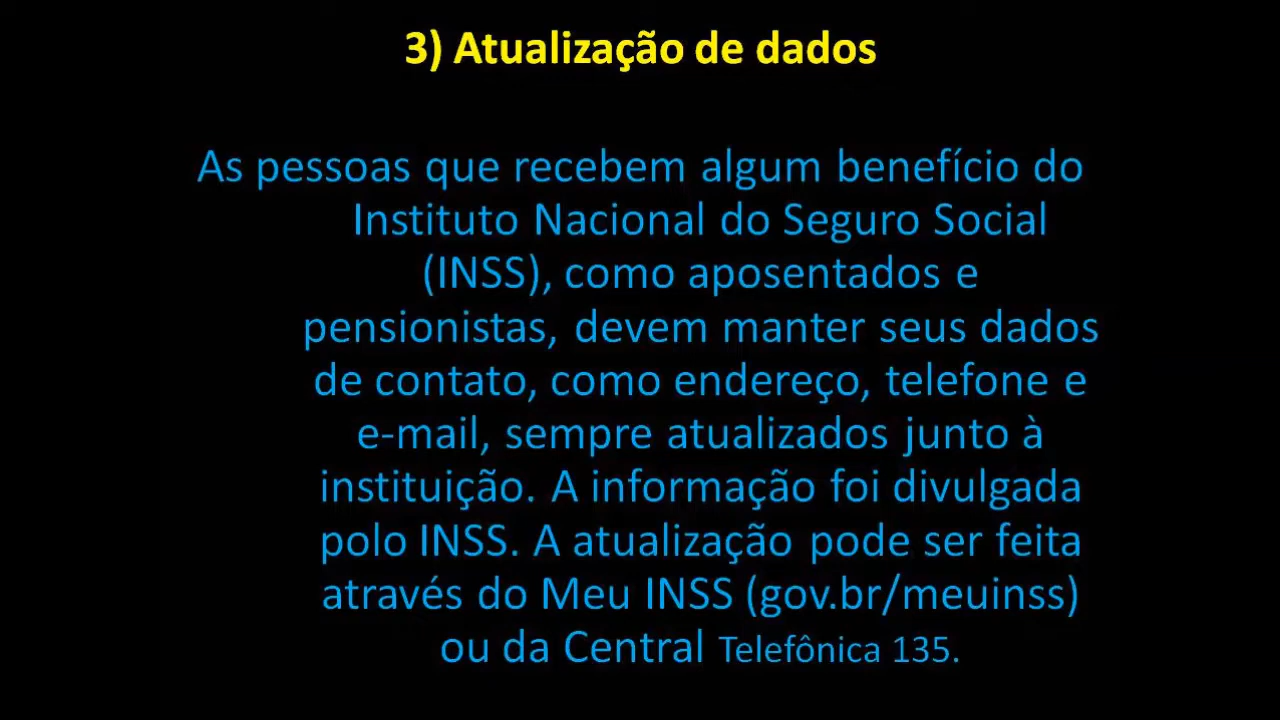 3) Atualização de dados
As pessoas que recebem algum benefício do
Instituto Nacional do Seguro Social
(INSS), como aposentados e
pensionistas, devem manter seus dados
de contato, como endereço, telefone e
e-mail, sempre atualizados junto à
instituição. A informação foi divulgada
polo INSS. A atualização pode ser feita
através do Meu INSS (gov.br/meuinss)
ou da Central Telefônica 135.